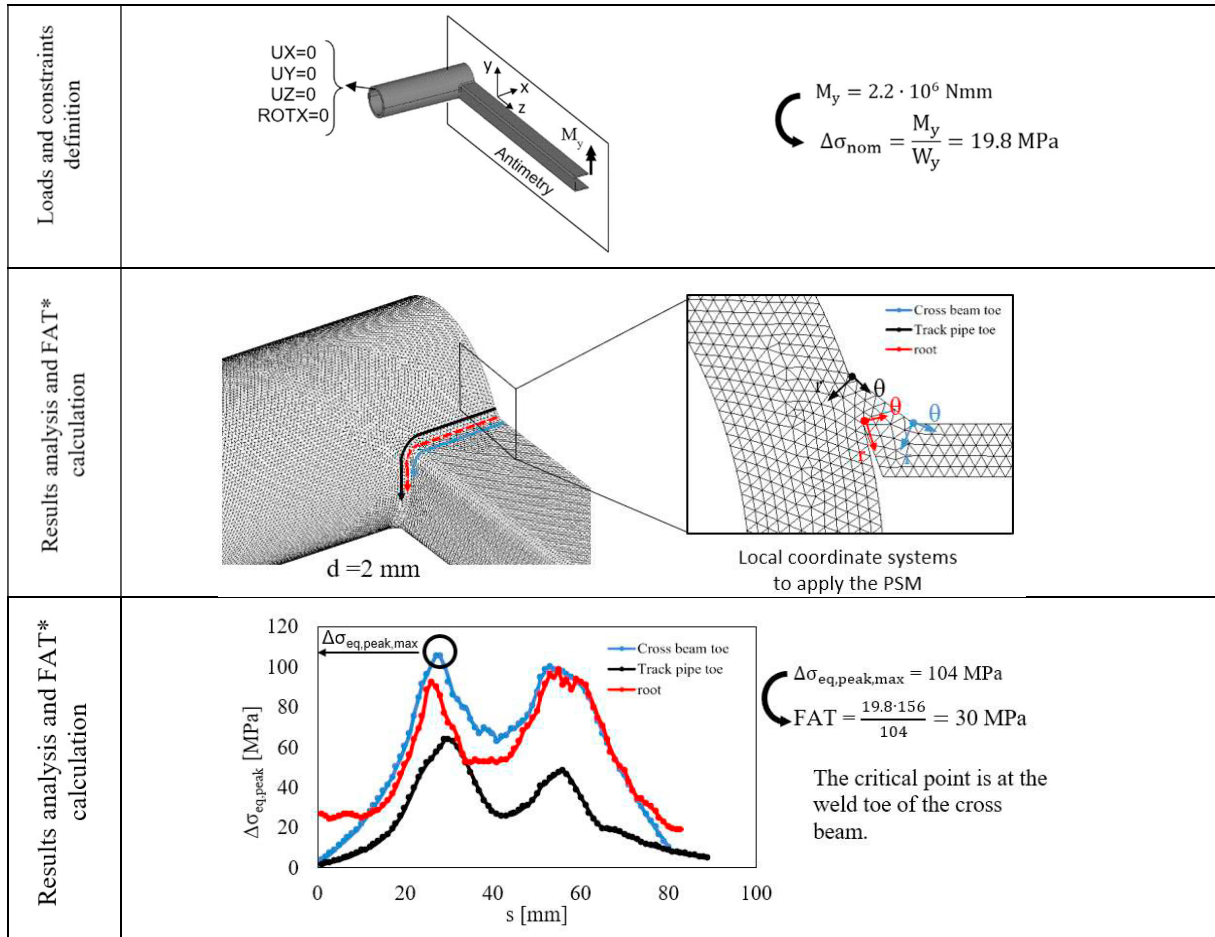 Loads and constraints
definition
UX=0
UY=0
UZ=0
ROTX=0
y
x
z
M_y
Antimetry
M_y = 2.2 · 10⁶ Nmm
Δσ_nom = M_y / W_y = 19.8 MPa
Results analysis and FAT*
calculation
d =2 mm
Cross beam toe
Track pipe toe
root
r
θ
θ
r
θ
r
Local coordinate systems
to apply the PSM
Results analysis and FAT*
calculation
Δσ_eq,peak [MPa]
120
100
80
60
40
20
0
Δσ_eq,peak,max
Cross beam toe
Track pipe toe
root
0
20
40
60
80
100
s [mm]
Δσ_eq,peak,max = 104 MPa
FAT = 19.8·156 / 104 = 30 MPa
The critical point is at the
weld toe of the cross
beam.